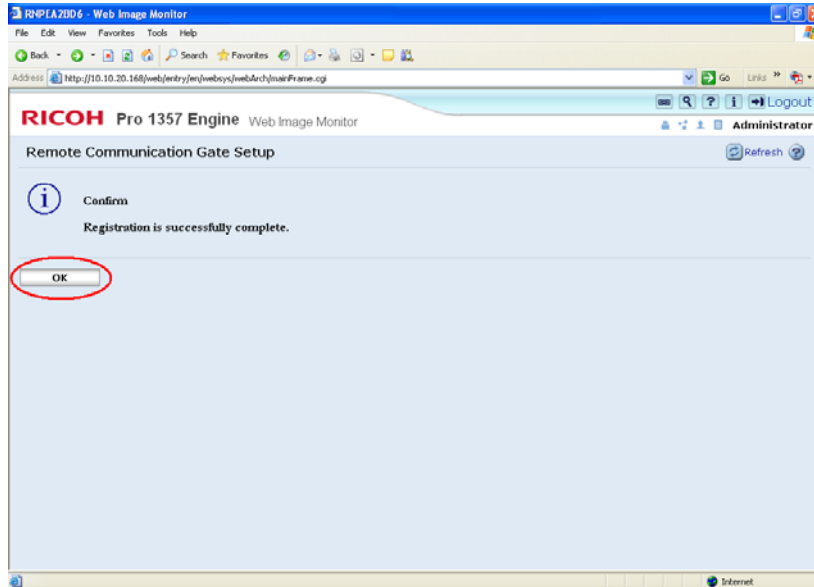 RNPEA2BD6 - Web Image Monitor
File Edit View Favorites Tools Help
Back Search Favorites
Address http://10.10.20.168/web/entry/en/websys/webArch/mainFrame.cgi Go Links »
Logout
RICOH Pro 1357 Engine Web Image Monitor
Administrator
Remote Communication Gate Setup Refresh
Confirm
Registration is successfully complete.
OK
Internet